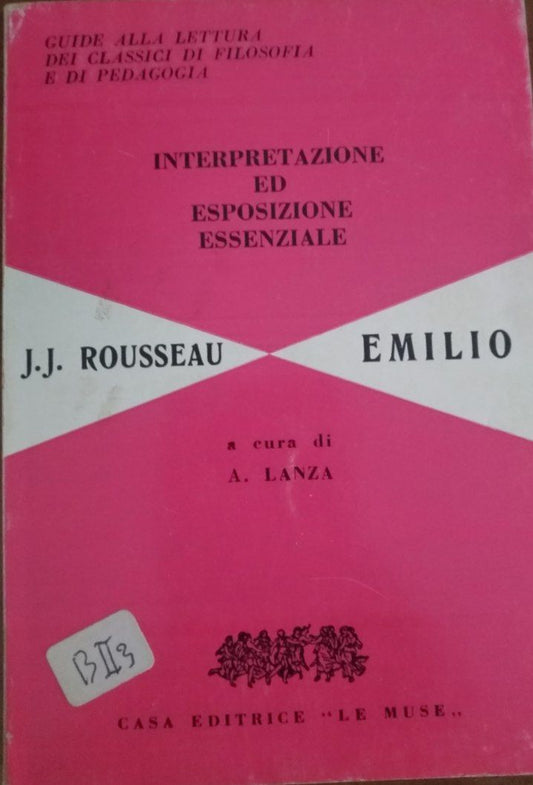 GUIDE ALLA LETTURA
DEI CLASSICI DI FILOSOFIA
E DI PEDAGOGIA
INTERPRETAZIONE
ED
ESPOSIZIONE
ESSENZIALE
J.J. ROUSSEAU EMILIO
a cura di
A. LANZA
B II 3
CASA EDITRICE "LE MUSE„